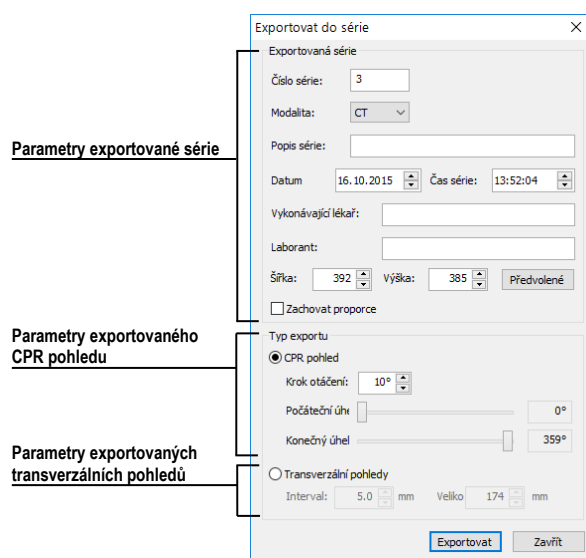 Exportovat do série
Exportovaná série
Číslo série: 3
Modalita: CT
Parametry exportované série
Popis série:
Datum 16.10.2015 Čas série: 13:52:04
Vykonávající lékař:
Laborant:
Šířka: 392 Výška: 385 Předvolené
Zachovat proporce
Parametry exportovaného
CPR pohledu
Typ exportu
CPR pohled
Krok otáčení: 10°
Počáteční úhe 0°
Konečný úhel 359°
Parametry exportovaných
transverzálních pohledů
Transverzální pohledy
Interval: 5.0 mm Veliko 174 mm
Exportovat Zavřít